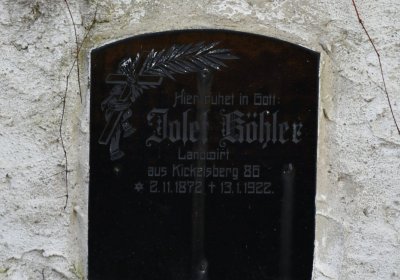 Hier ruhet in Gott:
Josef Köhler
Landwirt
aus Kickelsberg 86
* 2.11.1872 † 13.1.1922.